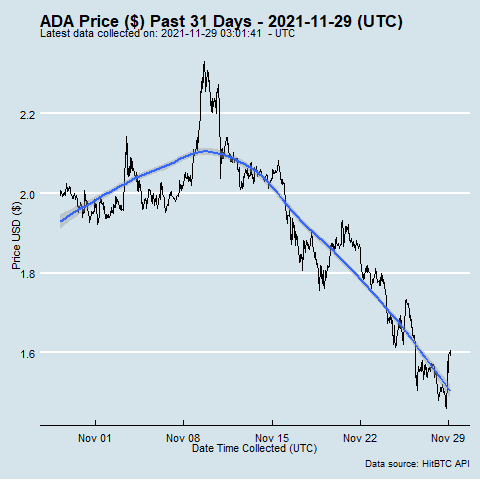 ADA Price ($) Past 31 Days - 2021-11-29 (UTC)
Latest data collected on: 2021-11-29 03:01:41  - UTC
Price USD ($)
2.2
2.0
1.8
1.6
Nov 01
Nov 08
Nov 15
Nov 22
Nov 29
Date Time Collected (UTC)
Data source: HitBTC API